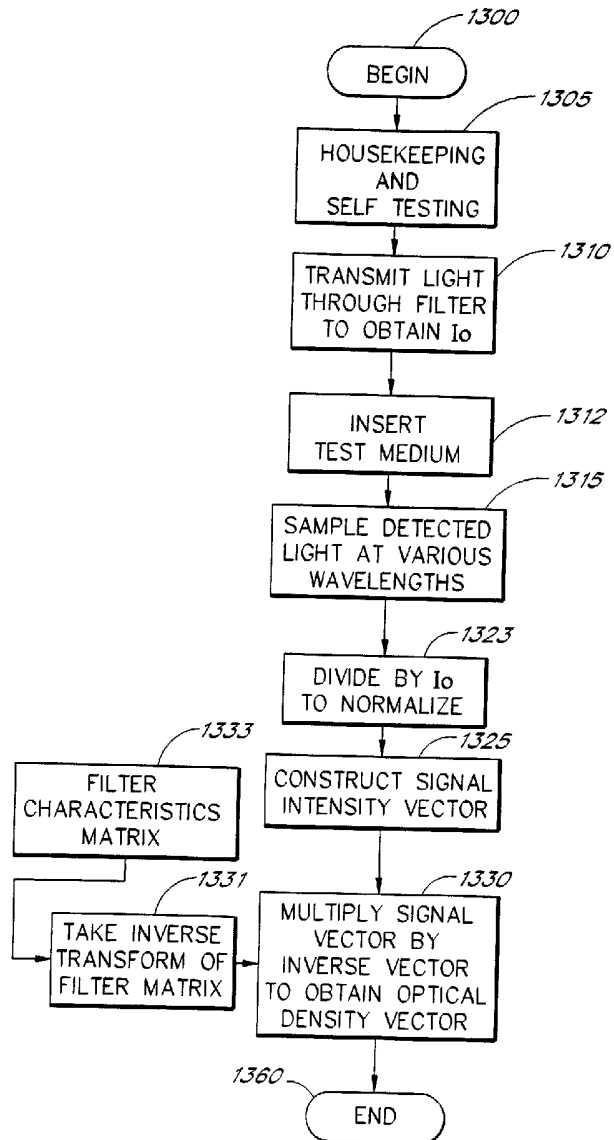 1300
BEGIN
1305
HOUSEKEEPING
AND
SELF TESTING
1310
TRANSMIT LIGHT
THROUGH FILTER
TO OBTAIN Io
1312
INSERT
TEST MEDIUM
1315
SAMPLE DETECTED
LIGHT AT VARIOUS
WAVELENGTHS
1323
DIVIDE BY Io
TO NORMALIZE
1325
CONSTRUCT SIGNAL
INTENSITY VECTOR
1333
FILTER
CHARACTERISTICS
MATRIX
1331
TAKE INVERSE
TRANSFORM OF
FILTER MATRIX
1330
MULTIPLY SIGNAL
VECTOR BY
INVERSE VECTOR
TO OBTAIN OPTICAL
DENSITY VECTOR
1360
END